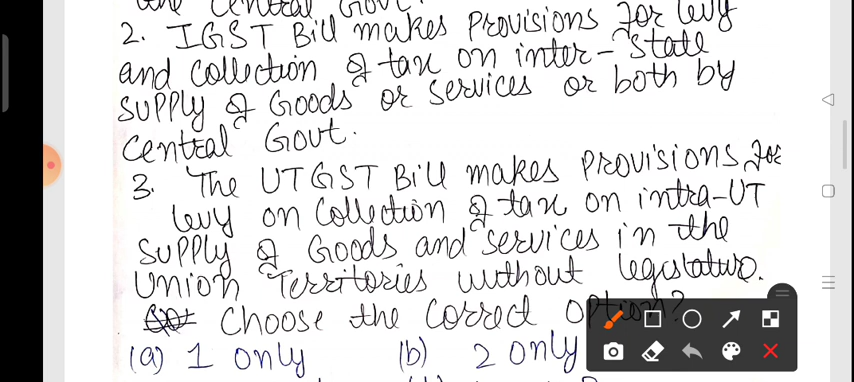 the Central Govt.
2. IGST Bill makes Provisions for levy
and collection of tax on inter-state
supply of Goods or services or both by
Central Govt.
3. The UTGST Bill makes provisions for
levy on collection of tax on intra-UT
supply of Goods and services in the
Union Territories without legislature.
Choose the correct option?
(a) 1 only (b) 2 only